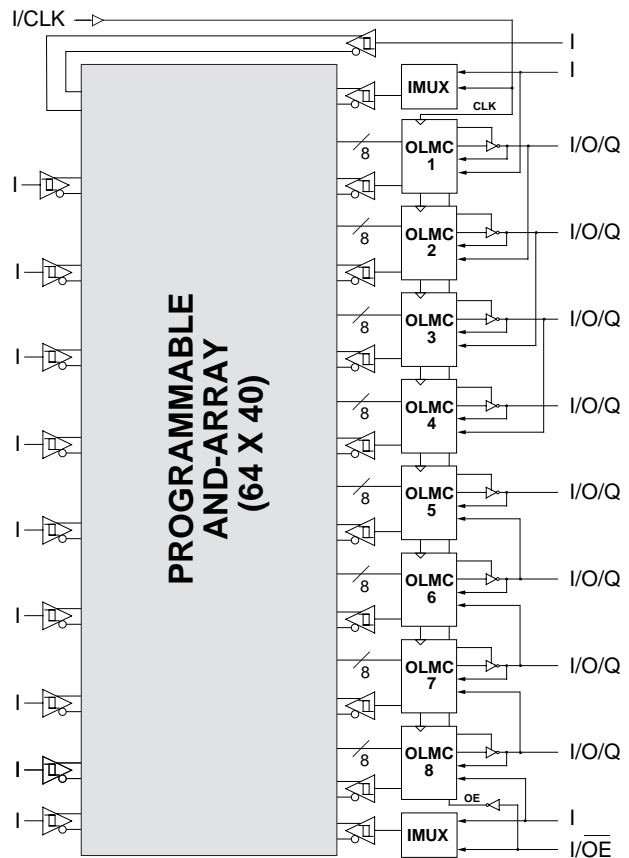 I/CLK
I
I
IMUX
CLK
OLMC
1
8
I/O/Q
I
OLMC
2
8
I/O/Q
I
OLMC
3
8
I/O/Q
I
OLMC
4
8
I/O/Q
I
OLMC
5
8
I/O/Q
I
OLMC
6
8
I/O/Q
I
OLMC
7
8
I/O/Q
I
OLMC
8
8
I/O/Q
I
OE
I
IMUX
I
I/OE
PROGRAMMABLE
AND-ARRAY
(64 X 40)